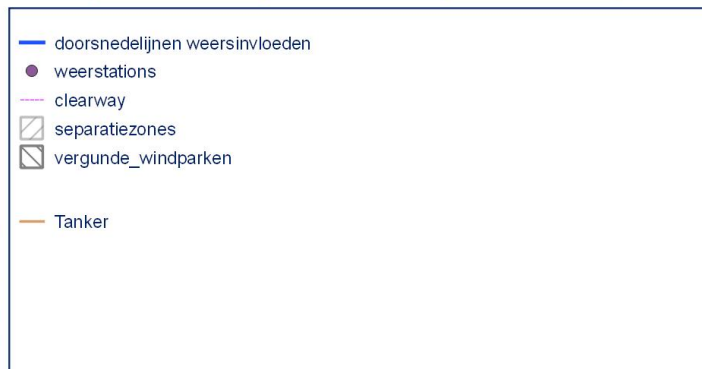 doorsnedelijnen weersinvloeden
weerstations
clearway
separatiezones
vergunde_windparken
Tanker